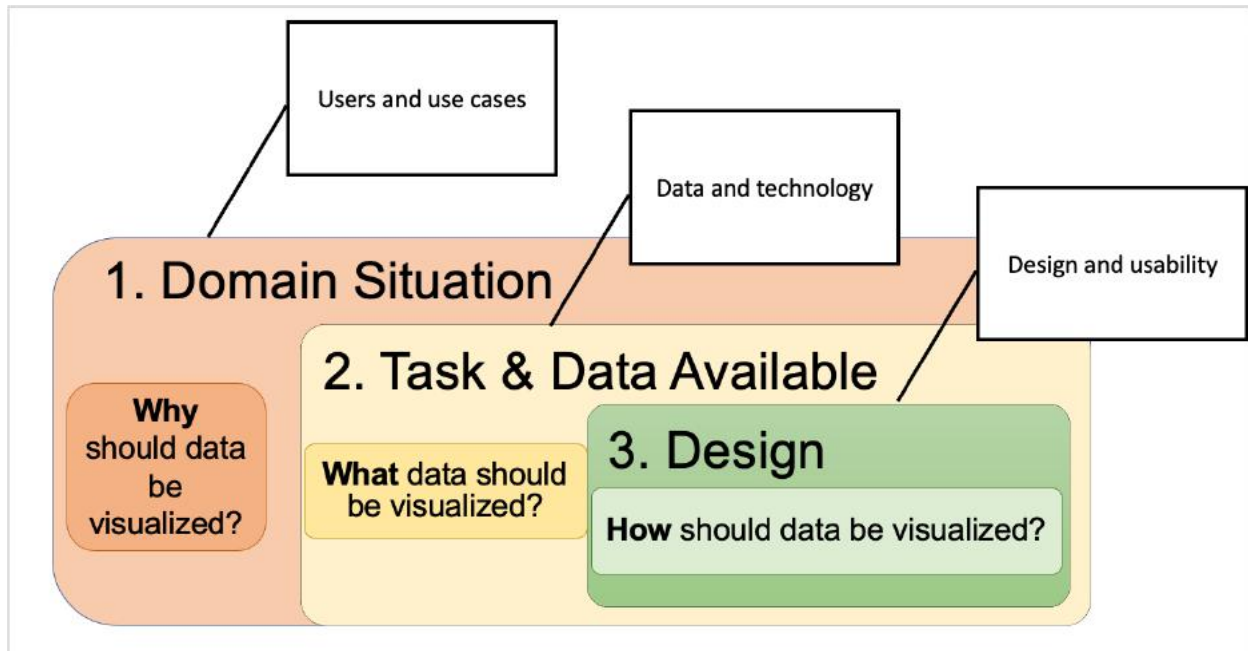 Users and use cases
Data and technology
Design and usability
1. Domain Situation
2. Task & Data Available
Why
should data
be
visualized?
What data should
be visualized?
3. Design
How should data be visualized?